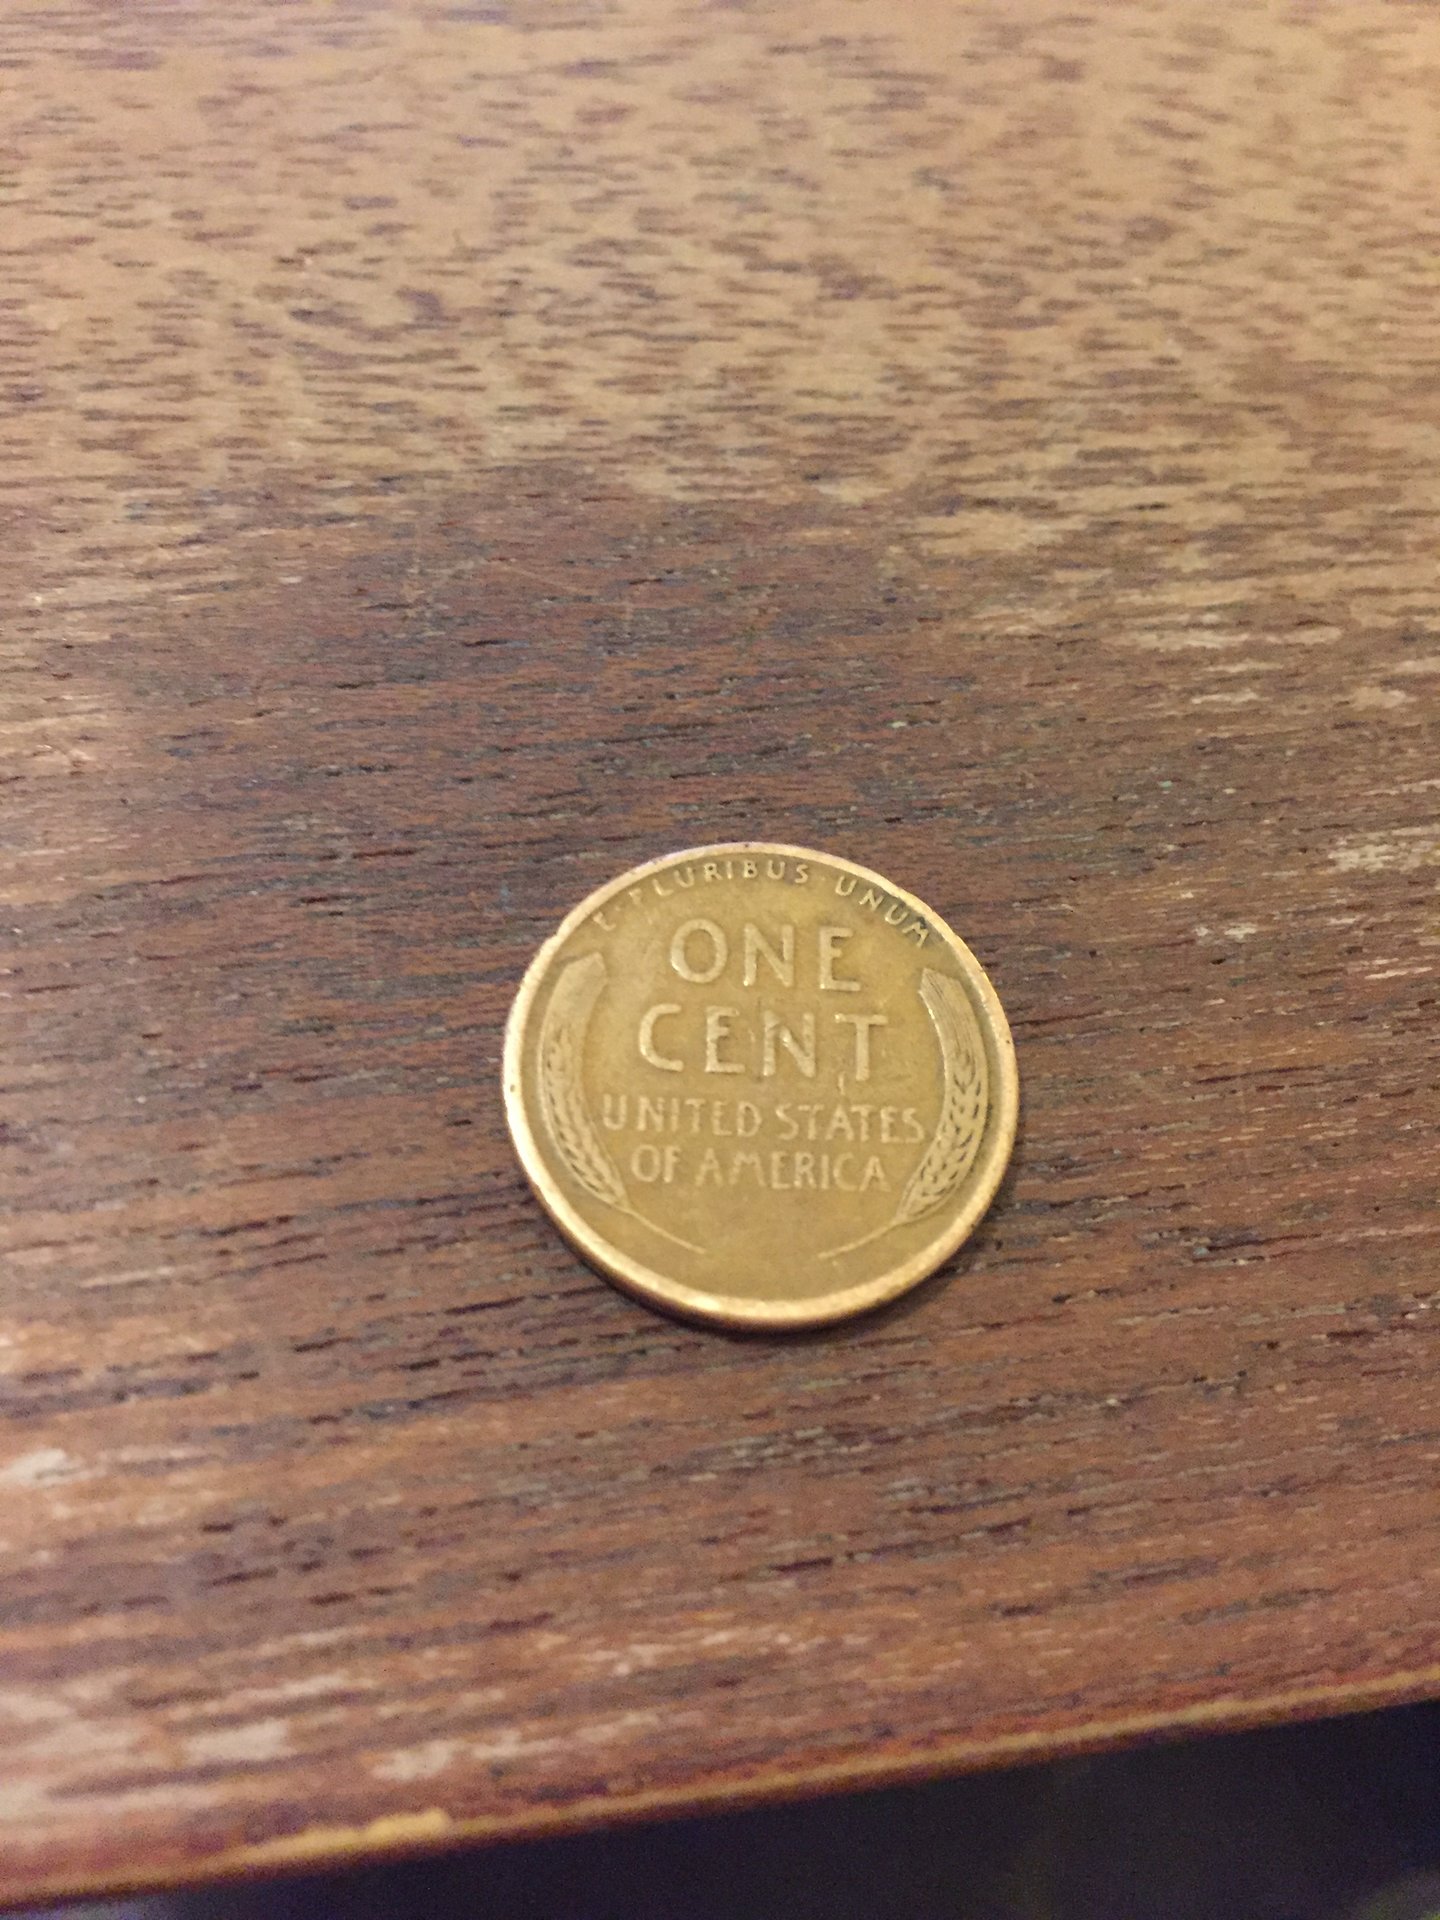 E · PLURIBUS · UNUM
ONE
CENT
UNITED STATES
OF AMERICA